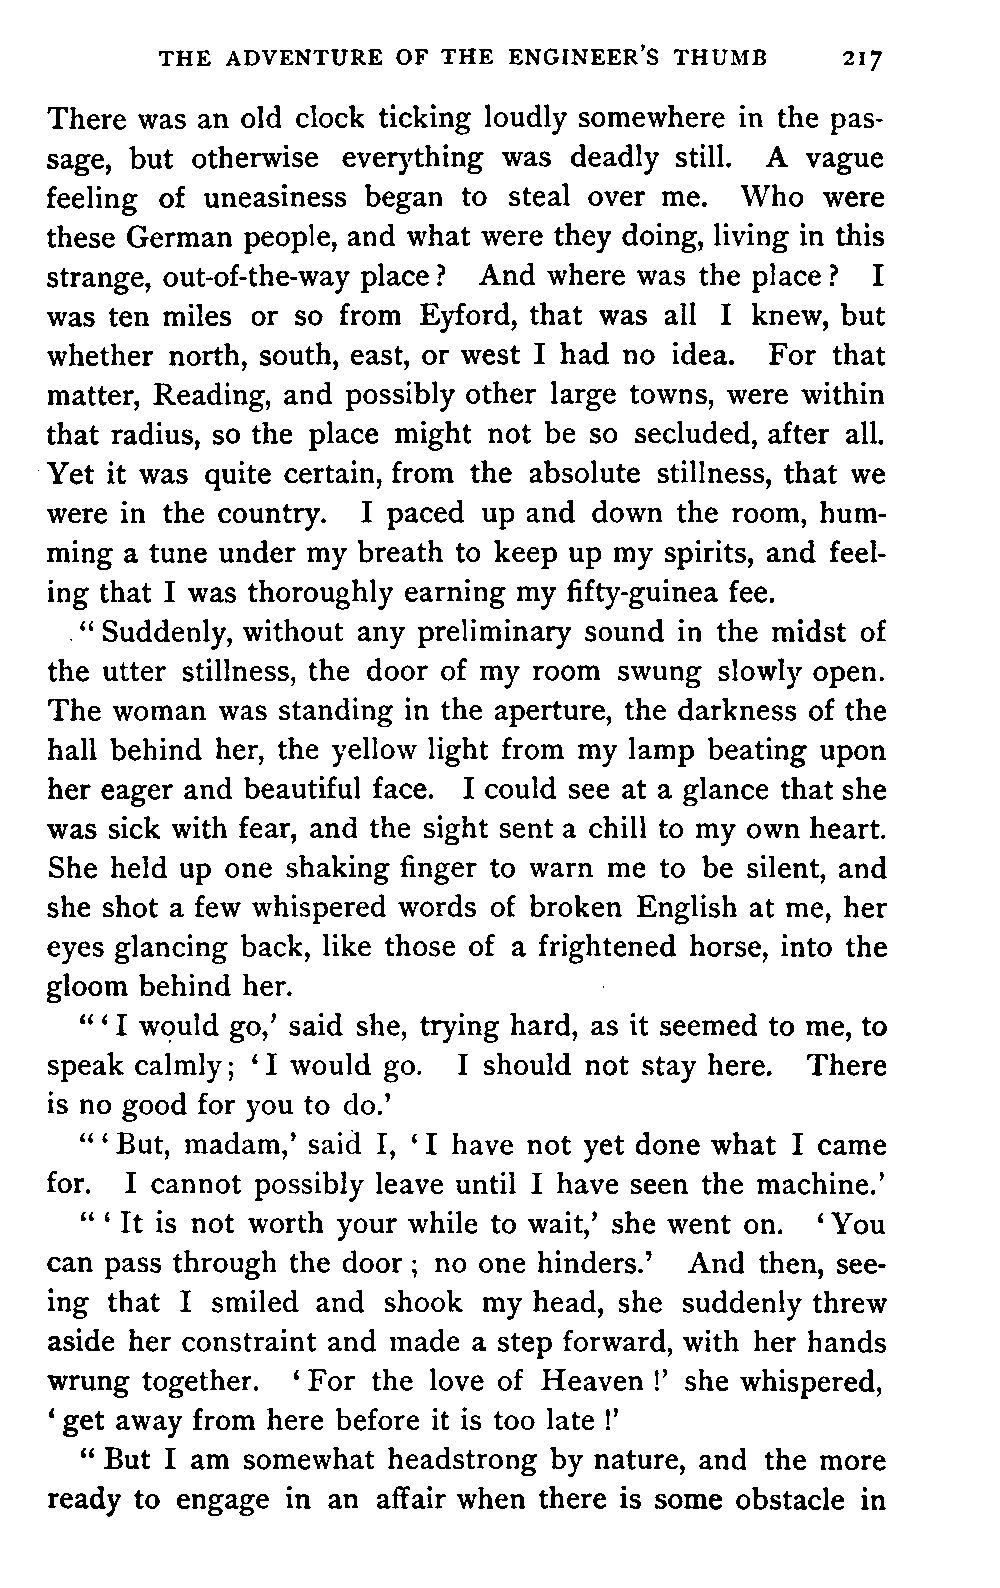 THE ADVENTURE OF THE ENGINEER'S THUMB 217
There was an old clock ticking loudly somewhere in the pas-
sage, but otherwise everything was deadly still. A vague
feeling of uneasiness began to steal over me. Who were
these German people, and what were they doing, living in this
strange, out-of-the-way place? And where was the place? I
was ten miles or so from Eyford, that was all I knew, but
whether north, south, east, or west I had no idea. For that
matter, Reading, and possibly other large towns, were within
that radius, so the place might not be so secluded, after all.
Yet it was quite certain, from the absolute stillness, that we
were in the country. I paced up and down the room, hum-
ming a tune under my breath to keep up my spirits, and feel-
ing that I was thoroughly earning my fifty-guinea fee.
“Suddenly, without any preliminary sound in the midst of
the utter stillness, the door of my room swung slowly open.
The woman was standing in the aperture, the darkness of the
hall behind her, the yellow light from my lamp beating upon
her eager and beautiful face. I could see at a glance that she
was sick with fear, and the sight sent a chill to my own heart.
She held up one shaking finger to warn me to be silent, and
she shot a few whispered words of broken English at me, her
eyes glancing back, like those of a frightened horse, into the
gloom behind her.
“‘I would go,’ said she, trying hard, as it seemed to me, to
speak calmly; ‘I would go. I should not stay here. There
is no good for you to do.’
“‘But, madam,’ said I, ‘I have not yet done what I came
for. I cannot possibly leave until I have seen the machine.’
“‘It is not worth your while to wait,’ she went on. ‘You
can pass through the door; no one hinders.’ And then, see-
ing that I smiled and shook my head, she suddenly threw
aside her constraint and made a step forward, with her hands
wrung together. ‘For the love of Heaven!’ she whispered,
‘get away from here before it is too late!’
“But I am somewhat headstrong by nature, and the more
ready to engage in an affair when there is some obstacle in